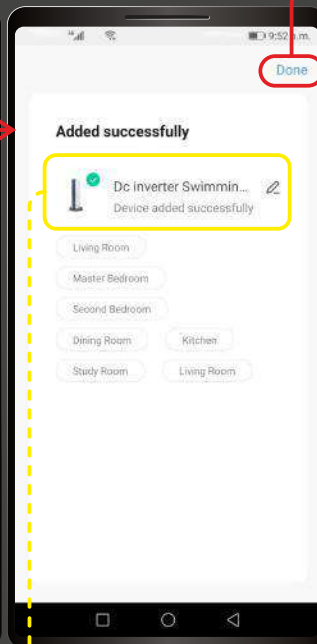 9:52 p.m.
Done
Added successfully
Dc inverter Swimmin...
Device added successfully
Living Room
Master Bedroom
Second Bedroom
Dining Room Kitchen
Study Room Living Room